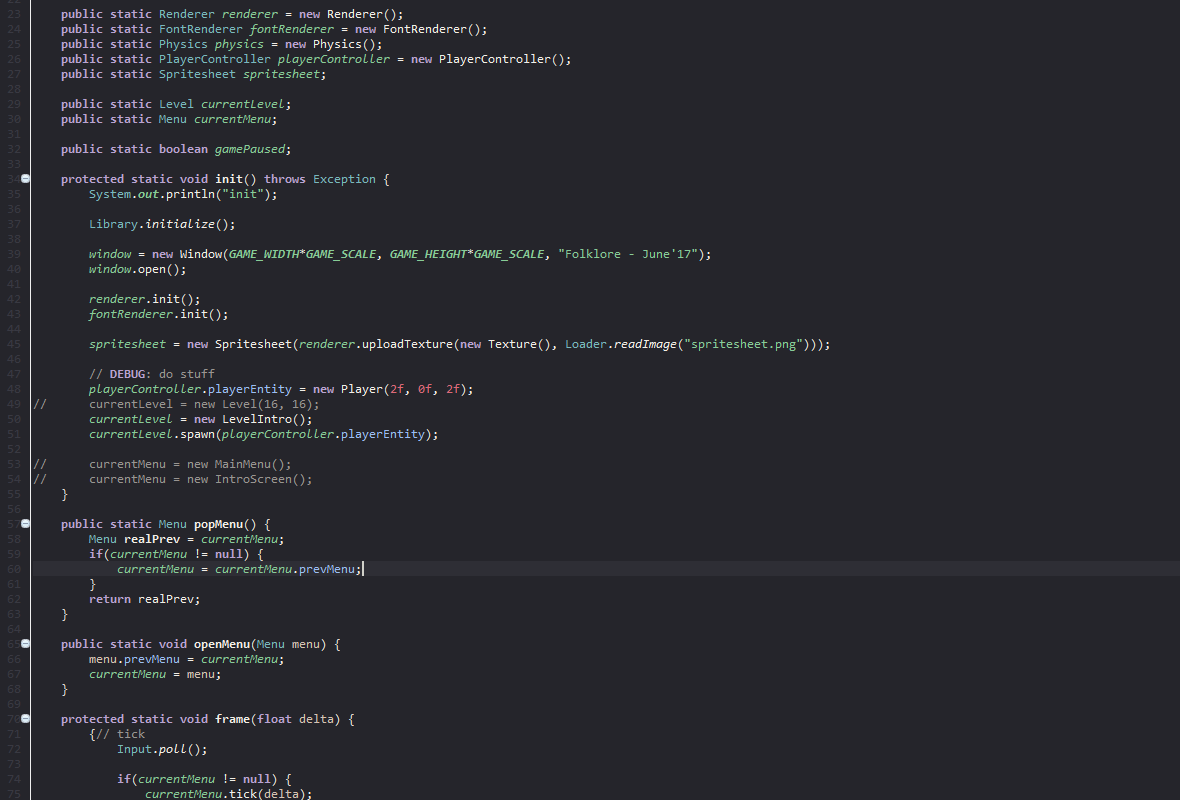 23 public static Renderer renderer = new Renderer();
24 public static FontRenderer fontRenderer = new FontRenderer();
25 public static Physics physics = new Physics();
26 public static PlayerController playerController = new PlayerController();
27 public static Spritesheet spritesheet;
28
29 public static Level currentLevel;
30 public static Menu currentMenu;
31
32 public static boolean gamePaused;
33
34 protected static void init() throws Exception {
35 System.out.println("init");
36
37 Library.initialize();
38
39 window = new Window(GAME_WIDTH*GAME_SCALE, GAME_HEIGHT*GAME_SCALE, "Folklore - June'17");
40 window.open();
41
42 renderer.init();
43 fontRenderer.init();
44
45 spritesheet = new Spritesheet(renderer.uploadTexture(new Texture(), Loader.readImage("spritesheet.png")));
46
47 // DEBUG: do stuff
48 playerController.playerEntity = new Player(2f, 0f, 2f);
49 // currentLevel = new Level(16, 16);
50 currentLevel = new LevelIntro();
51 currentLevel.spawn(playerController.playerEntity);
52
53 // currentMenu = new MainMenu();
54 // currentMenu = new IntroScreen();
55 }
56
57 public static Menu popMenu() {
58 Menu realPrev = currentMenu;
59 if(currentMenu != null) {
60 currentMenu = currentMenu.prevMenu;
61 }
62 return realPrev;
63 }
64
65 public static void openMenu(Menu menu) {
66 menu.prevMenu = currentMenu;
67 currentMenu = menu;
68 }
69
70 protected static void frame(float delta) {
71 {// tick
72 Input.poll();
73
74 if(currentMenu != null) {
75 currentMenu.tick(delta);